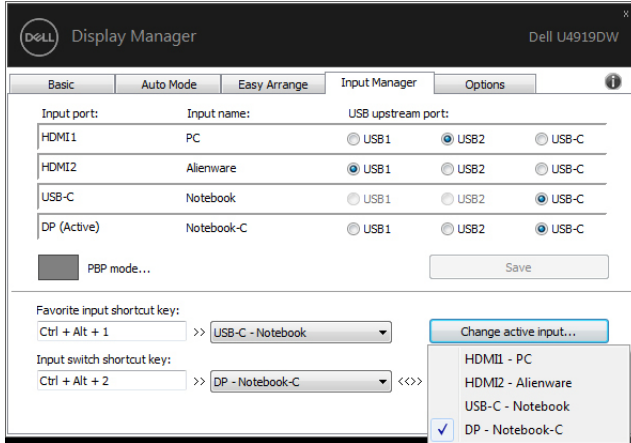 x
DELL Display Manager Dell U4919DW
Basic Auto Mode Easy Arrange Input Manager Options
Input port: Input name: USB upstream port:
HDMI1 PC USB1 USB2 USB-C
HDMI2 Alienware USB1 USB2 USB-C
USB-C Notebook USB1 USB2 USB-C
DP (Active) Notebook-C USB1 USB2 USB-C
PBP mode... Save
Favorite input shortcut key:
Ctrl + Alt + 1 >> USB-C - Notebook Change active input...
Input switch shortcut key:
Ctrl + Alt + 2 >> DP - Notebook-C <<>>
HDMI1 - PC
HDMI2 - Alienware
USB-C - Notebook
DP - Notebook-C